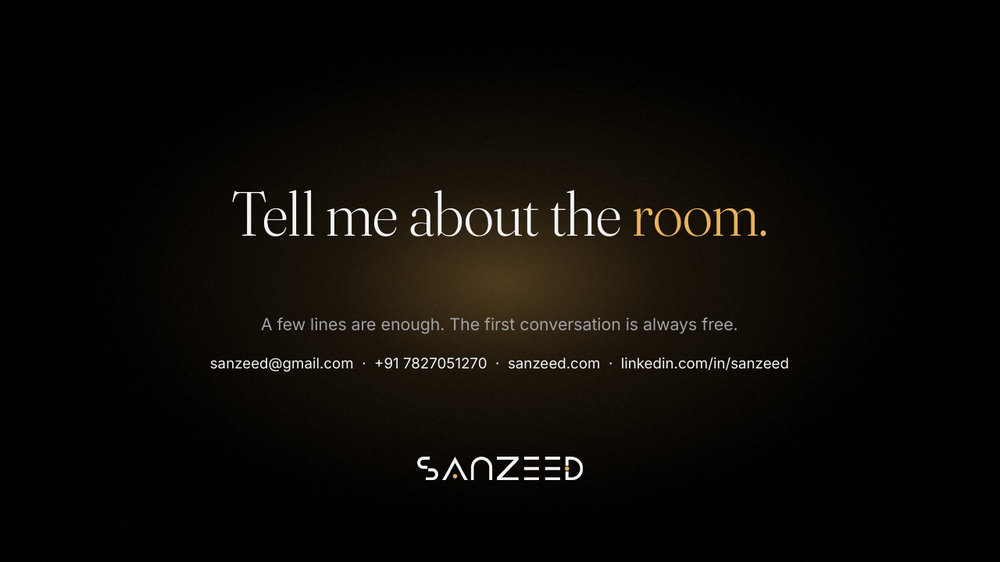 Tell me about the room.
A few lines are enough. The first conversation is always free.
sanzeed@gmail.com · +91 7827051270 · sanzeed.com · linkedin.com/in/sanzeed
SANZEED